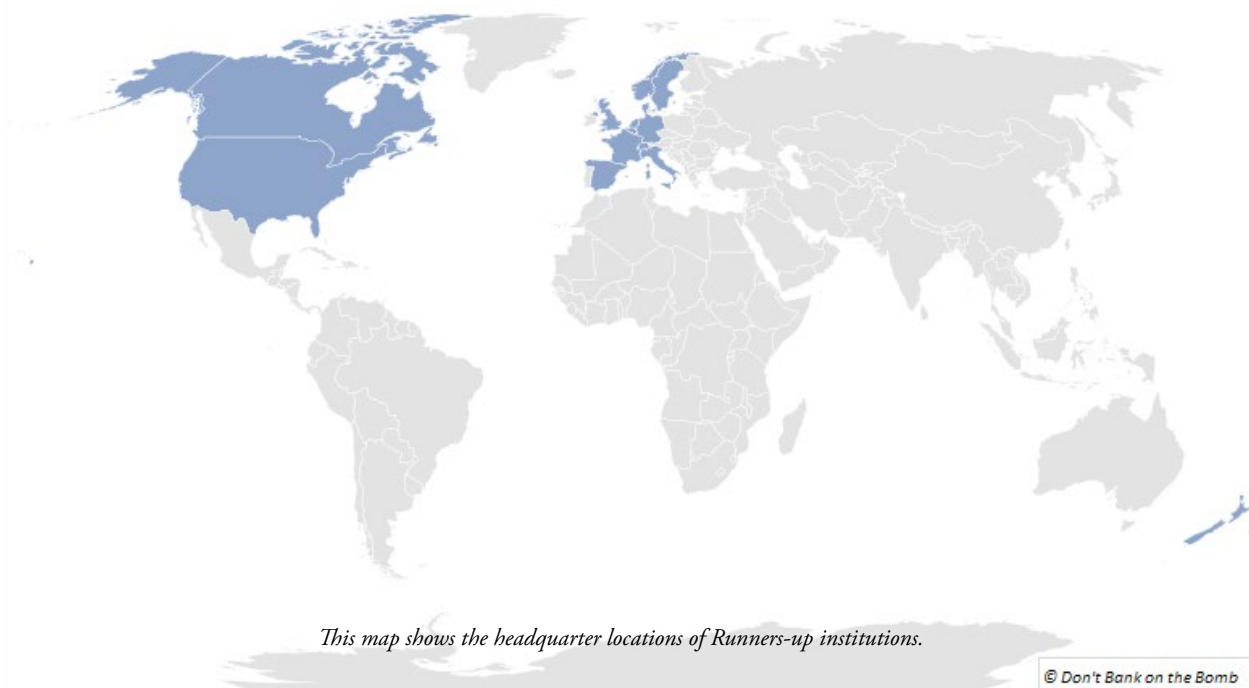 This map shows the headquarter locations of Runners-up institutions.
© Don't Bank on the Bomb